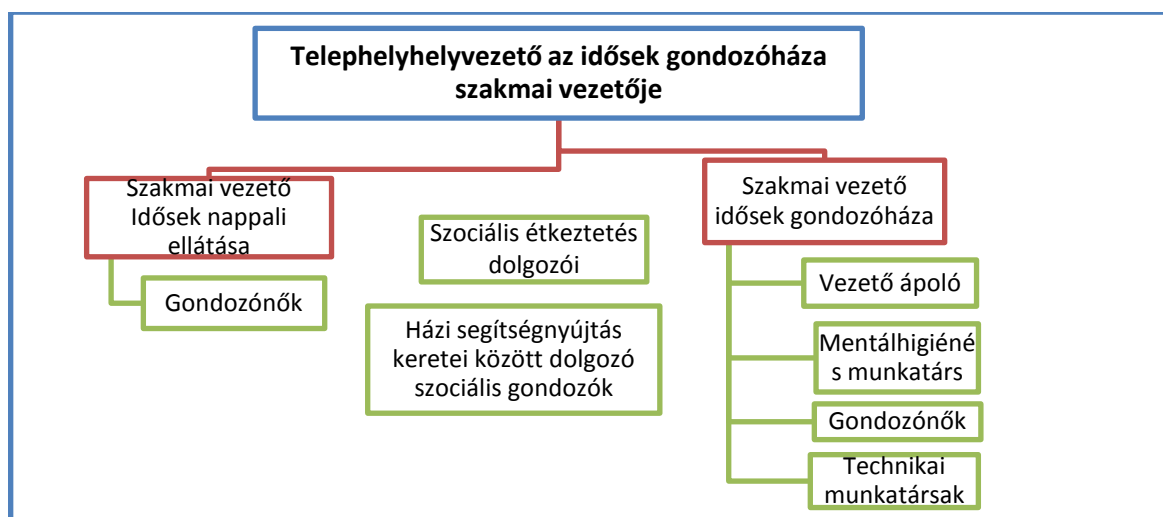 Telephelyhelyvezető az idősek gondozóháza
szakmai vezetője
Szakmai vezető
Idősek nappali
ellátása
Gondozónők
Szociális étkeztetés
dolgozói
Házi segítségnyújtás
keretei között dolgozó
szociális gondozók
Szakmai vezető
idősek gondozóháza
Vezető ápoló
Mentálhigiéné
s munkatárs
Gondozónők
Technikai
munkatársak